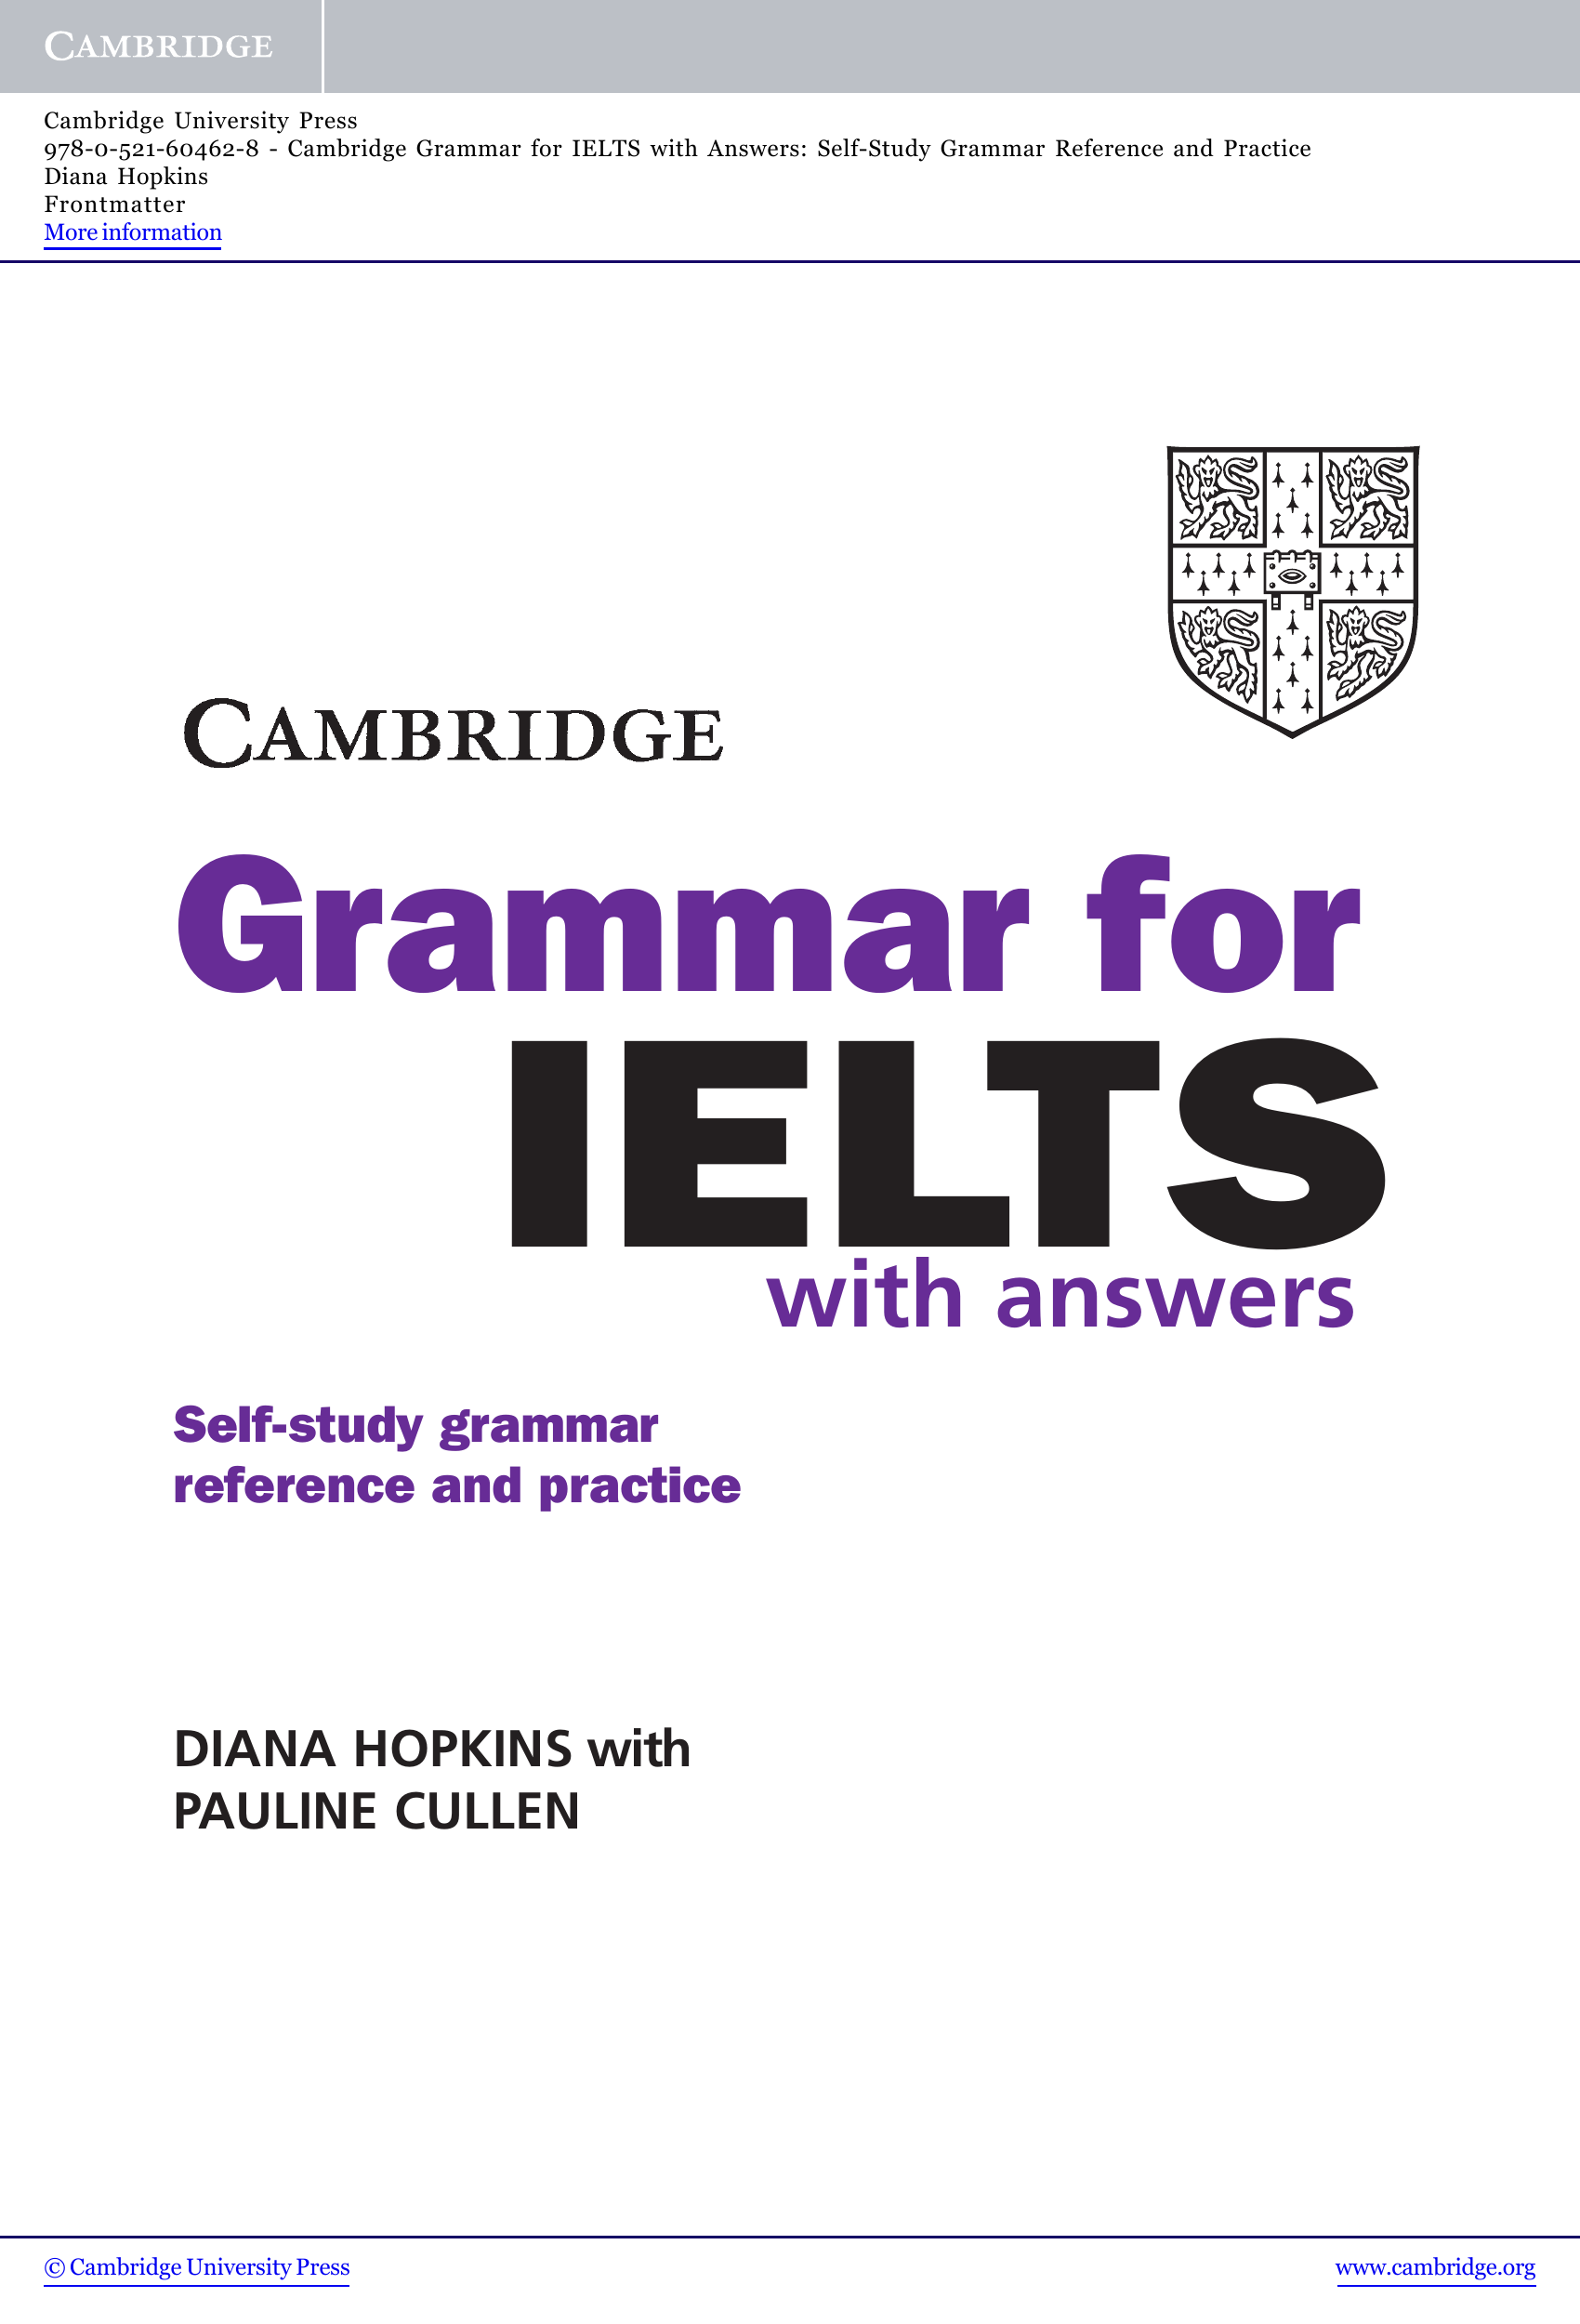 CAMBRIDGE
Cambridge University Press
978-0-521-60462-8 - Cambridge Grammar for IELTS with Answers: Self-Study Grammar Reference and Practice
Diana Hopkins
Frontmatter
More information
CAMBRIDGE
Grammar for
IELTS
with answers
Self-study grammar
reference and practice
DIANA HOPKINS with
PAULINE CULLEN
© Cambridge University Press
www.cambridge.org